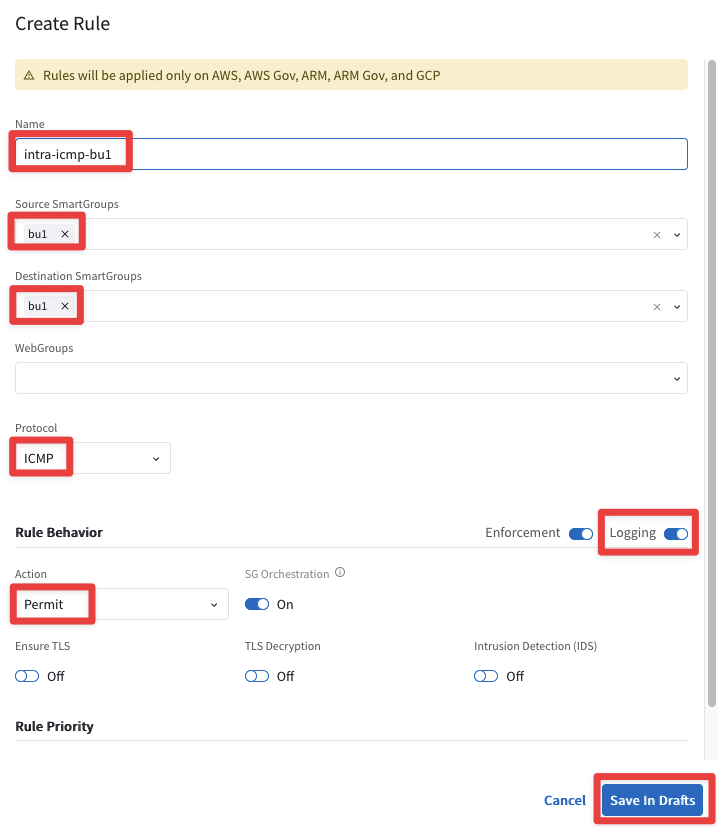 Create Rule
Rules will be applied only on AWS, AWS Gov, ARM, ARM Gov, and GCP
Name
intra-icmp-bu1
Source SmartGroups
bu1
Destination SmartGroups
bu1
WebGroups
Protocol
ICMP
Rule Behavior Enforcement Logging
Action SG Orchestration
Permit On
Ensure TLS TLS Decryption Intrusion Detection (IDS)
Off Off Off
Rule Priority
Cancel Save In Drafts